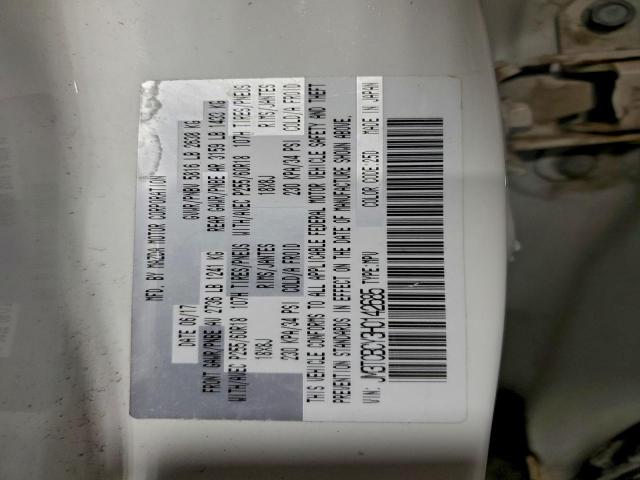 MFD. BY MAZDA MOTOR CORPORATION
06/17 GVWR/PNBV 5813 LB 2638 KG
FRONT GAWR/PNBE AV 2736 LB 1241 KG REAR GAWR/PNBE AR 3159 LB 1433 KG
WITH/AVEC P255/60R18 107H TIRES/PNEUS WITH/AVEC P255/60R18 107H TIRES/PNEUS
18X8J RIMS/JANTES 18X8J RIMS/JANTES
230 KPA/34 PSI COLD/A FROID 230 KPA/34 PSI COLD/A FROID
THIS VEHICLE CONFORMS TO ALL APPLICABLE FEDERAL MOTOR VEHICLE SAFETY AND THEFT
PREVENTION STANDARDS IN EFFECT ON THE DATE OF MANUFACTURE SHOWN ABOVE.
VIN: TYPE:MPV COLOR CODE:25D MADE IN JAPAN